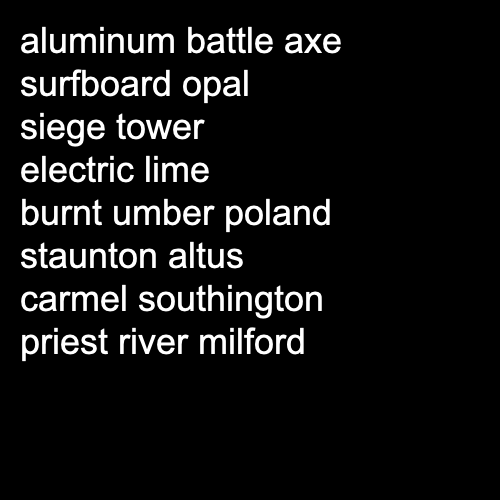 aluminum battle axe
surfboard opal
siege tower
electric lime
burnt umber poland
staunton altus
carmel southington
priest river milford